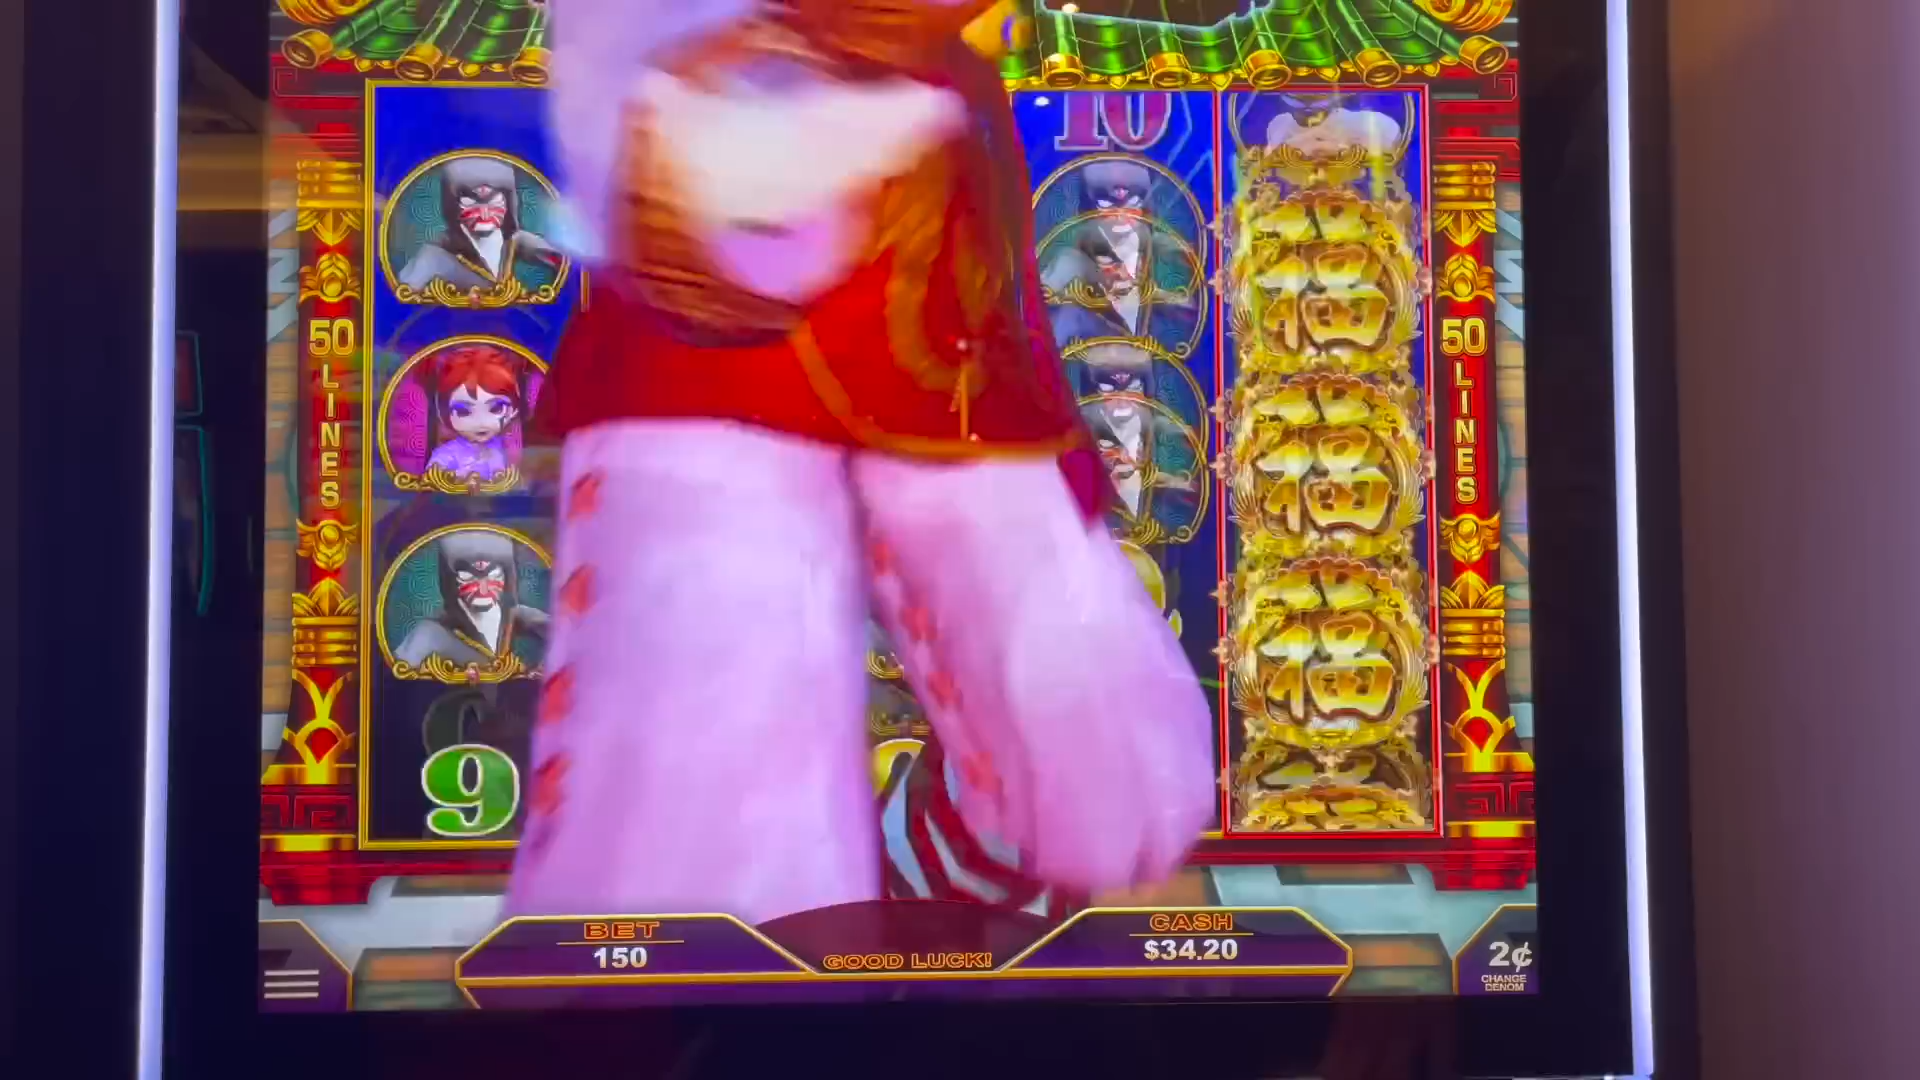 10
福
福
福
50
LINES
50
LINES
9
BET
150
GOOD LUCK!
CASH
$34.20
2¢
CHANGE
DENOM